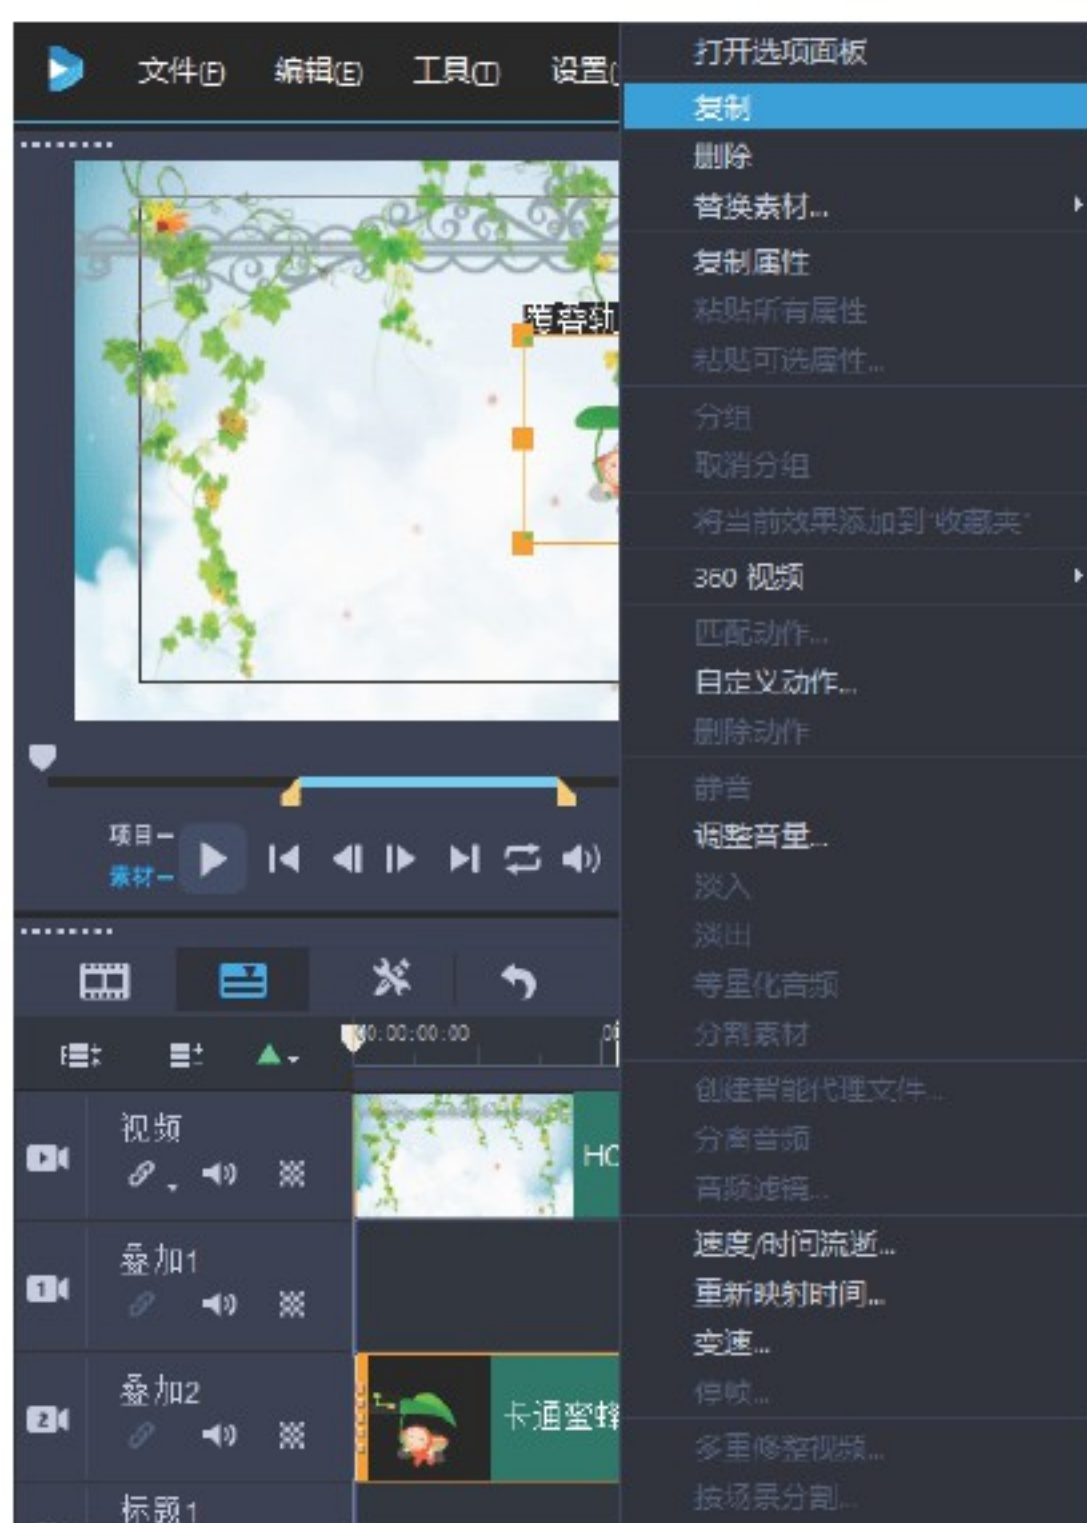 文件(F) 编辑(E) 工具(T) 设置(
覆叠轨
项目
素材
00:00:00:00
视频
HO
叠加1
叠加2
卡通蜜蜂
标题1
打开选项面板
复制
删除
替换素材...
复制属性
粘贴所有属性
粘贴可选属性...
分组
取消分组
将当前效果添加到“收藏夹”
360 视频
匹配动作...
自定义动作...
删除动作
静音
调整音量...
淡入
淡出
等量化音频
分割素材
创建智能代理文件...
分离音频
音频滤镜...
速度/时间流逝...
重新映射时间...
变速...
停帧...
多重修整视频...
按场景分割...